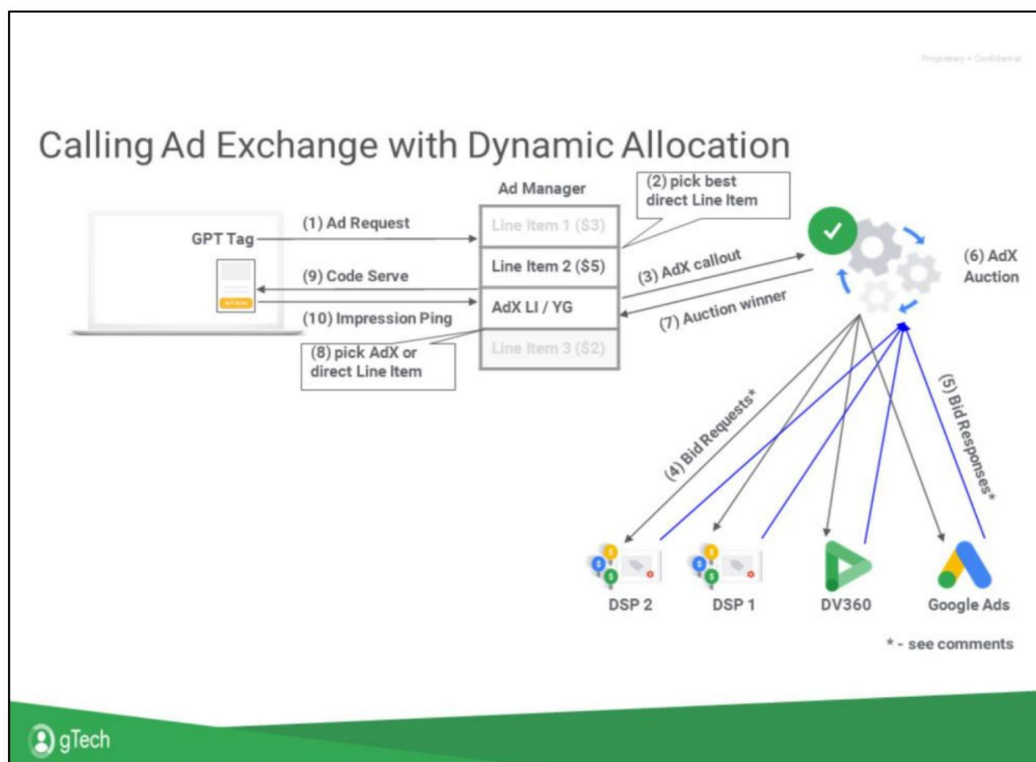 Proprietary + Confidential
Calling Ad Exchange with Dynamic Allocation
Ad Manager
(2) pick best
direct Line Item
GPT Tag
(1) Ad Request
Line Item 1 ($3)
(9) Code Serve
Line Item 2 ($5)
(3) AdX callout
(6) AdX
Auction
AdX LI / YG
(7) Auction winner
(10) Impression Ping
(8) pick AdX or
direct Line Item
Line Item 3 ($2)
(4) Bid Requests*
(5) Bid Responses*
DSP 2
DSP 1
DV360
Google Ads
* - see comments
gTech